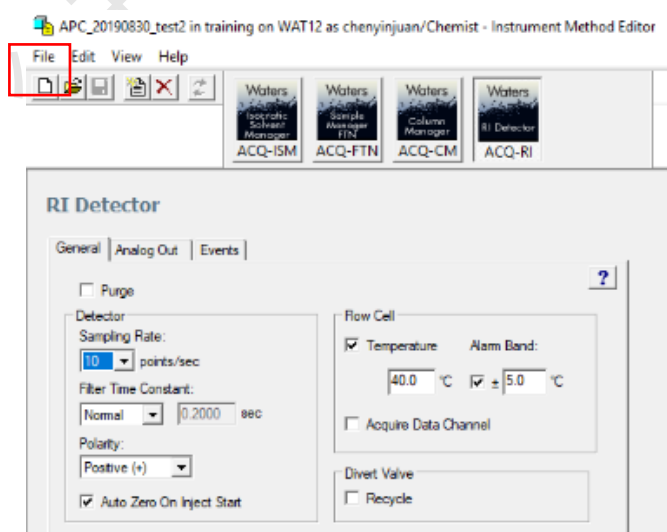 APC_20190830_test2 in training on WAT12 as chenyinjuan/Chemist - Instrument Method Editor
File Edit View Help
Waters Isocratic Solvent Manager ACQ-ISM
Waters Sample Manager FTN ACQ-FTN
Waters Column Manager ACQ-CM
Waters RI Detector ACQ-RI
RI Detector
General Analog Out Events
?
Purge
Detector
Sampling Rate:
10 points/sec
Filter Time Constant:
Normal 0.2000 sec
Polarity:
Positive (+)
Auto Zero On Inject Start
Flow Cell
Temperature Alarm Band:
40.0 °C ± 5.0 °C
Acquire Data Channel
Divert Valve
Recycle